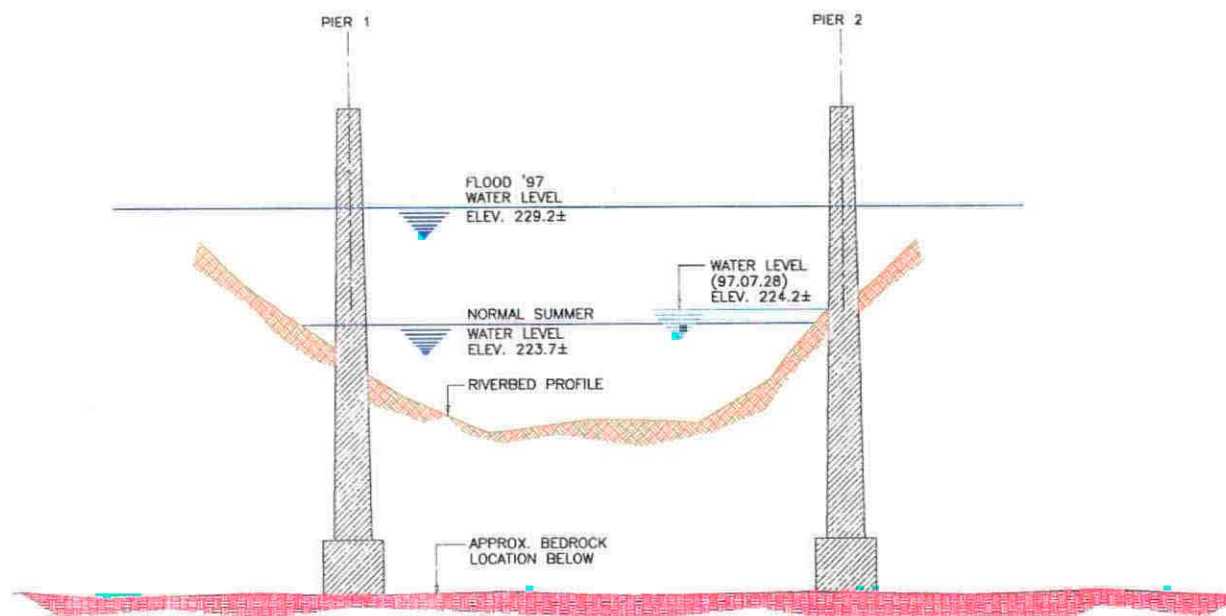 PIER 1
PIER 2
FLOOD '97
WATER LEVEL
ELEV. 229.2±
WATER LEVEL
(97.07.28)
ELEV. 224.2±
NORMAL SUMMER
WATER LEVEL
ELEV. 223.7±
RIVERBED PROFILE
APPROX. BEDROCK
LOCATION BELOW